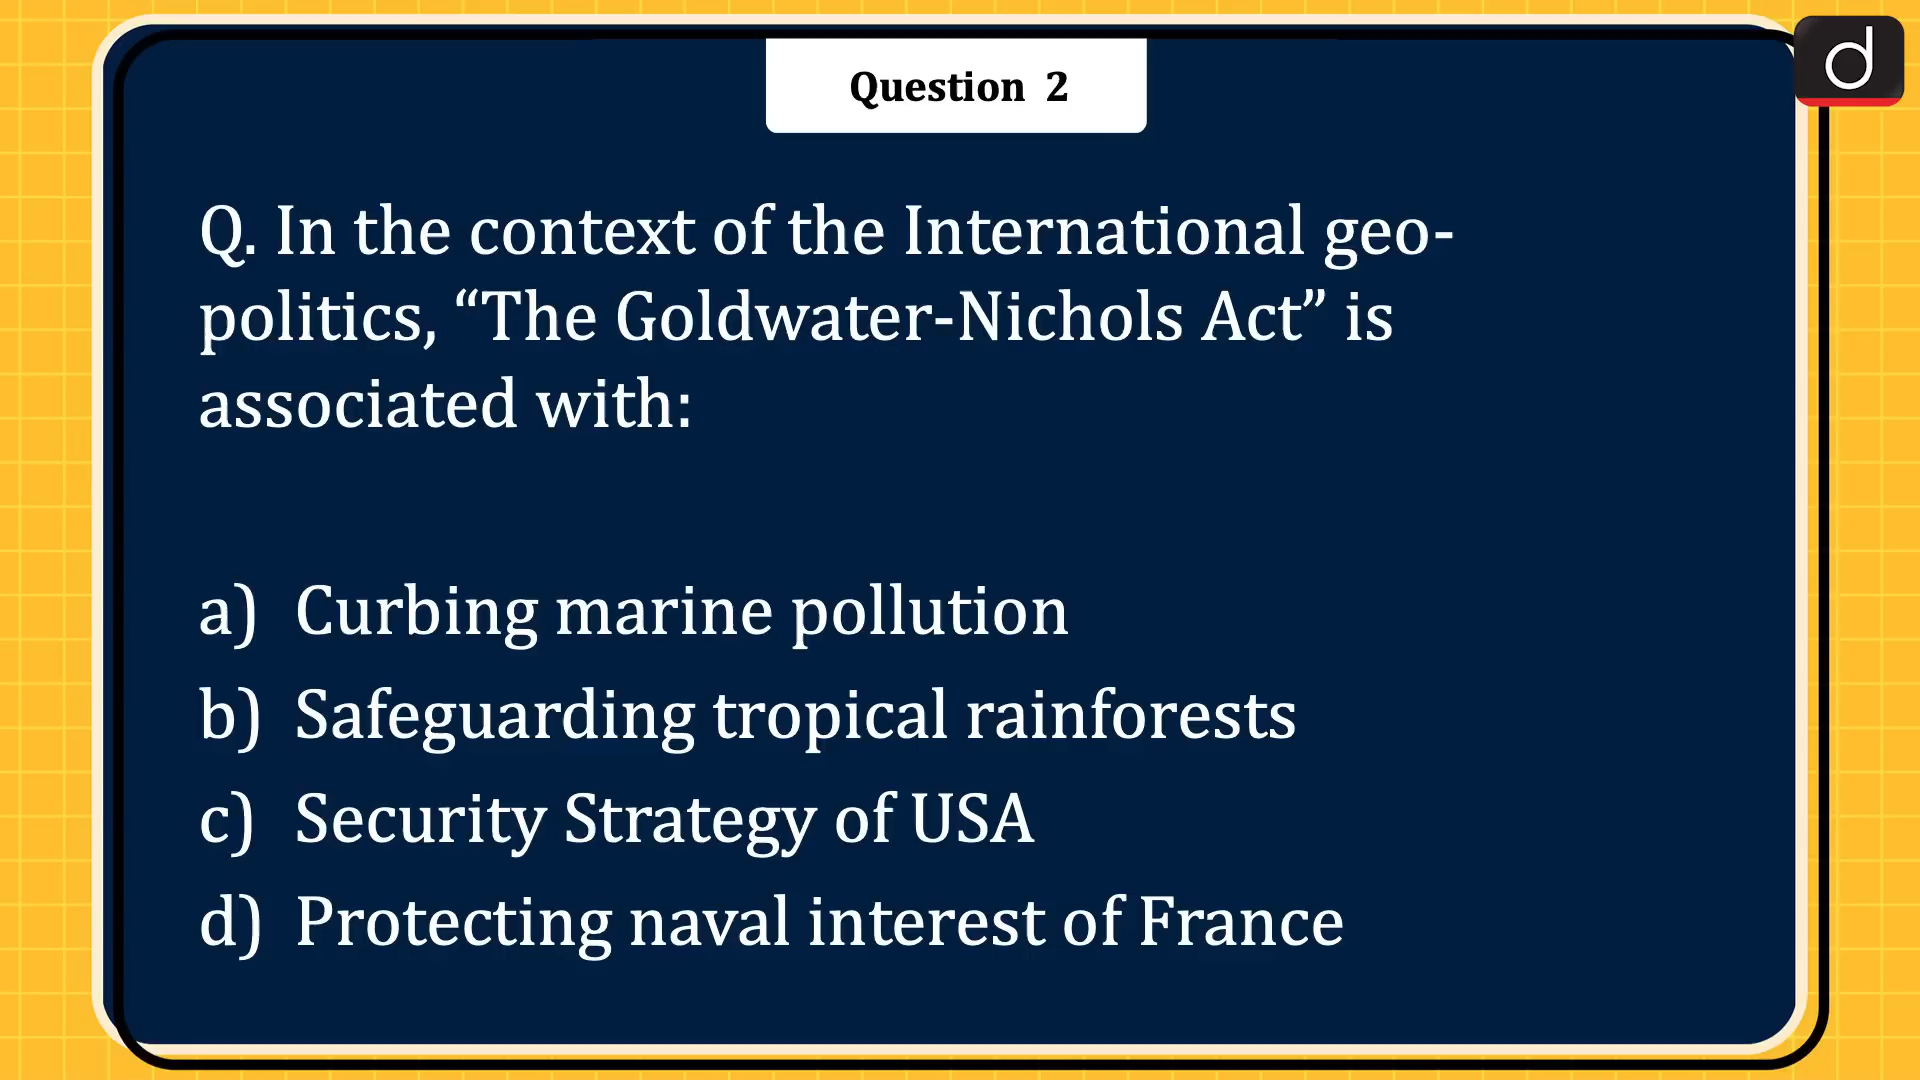 d
Question 2
Q. In the context of the International geo-
politics, “The Goldwater-Nichols Act” is
associated with:
a) Curbing marine pollution
b) Safeguarding tropical rainforests
c) Security Strategy of USA
d) Protecting naval interest of France